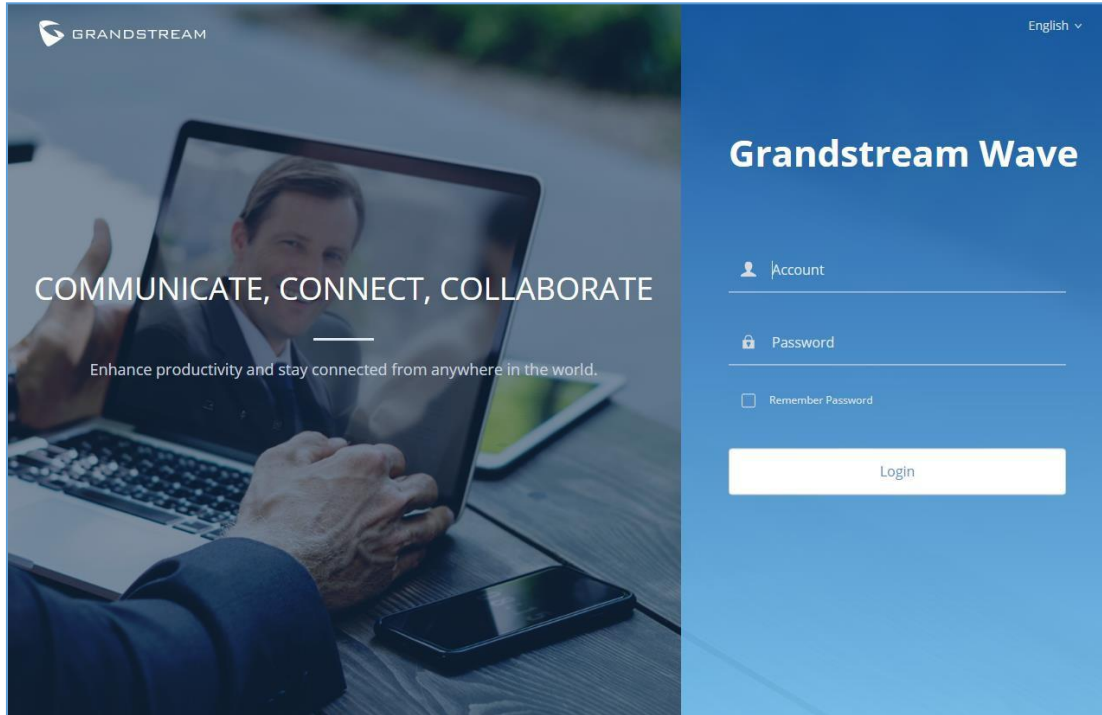 GRANDSTREAM
English
Grandstream Wave
Account
COMMUNICATE, CONNECT, COLLABORATE
Password
Enhance productivity and stay connected from anywhere in the world.
Remember Password
Login